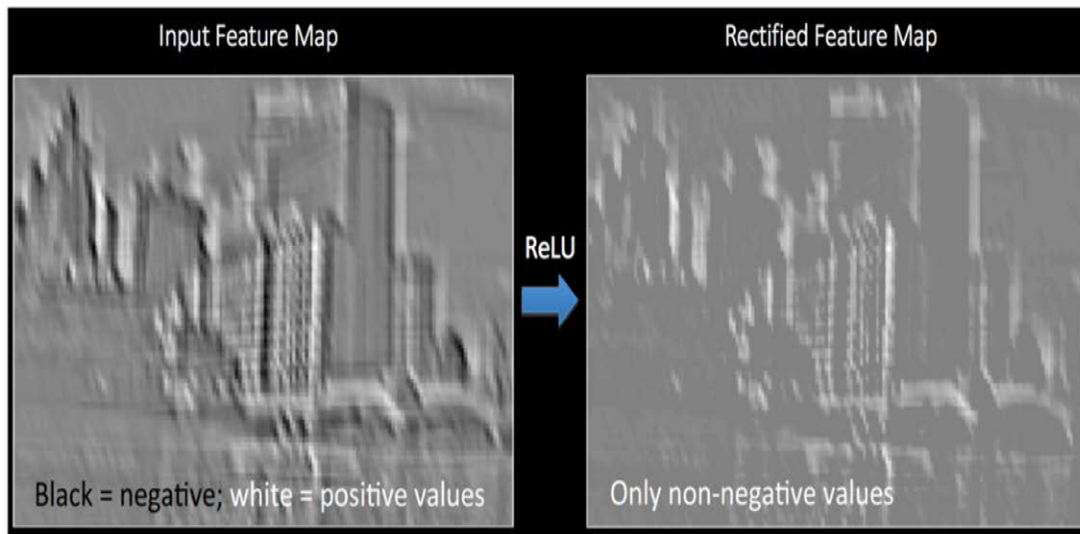 Input Feature Map
Rectified Feature Map
ReLU
Black = negative; white = positive values
Only non-negative values